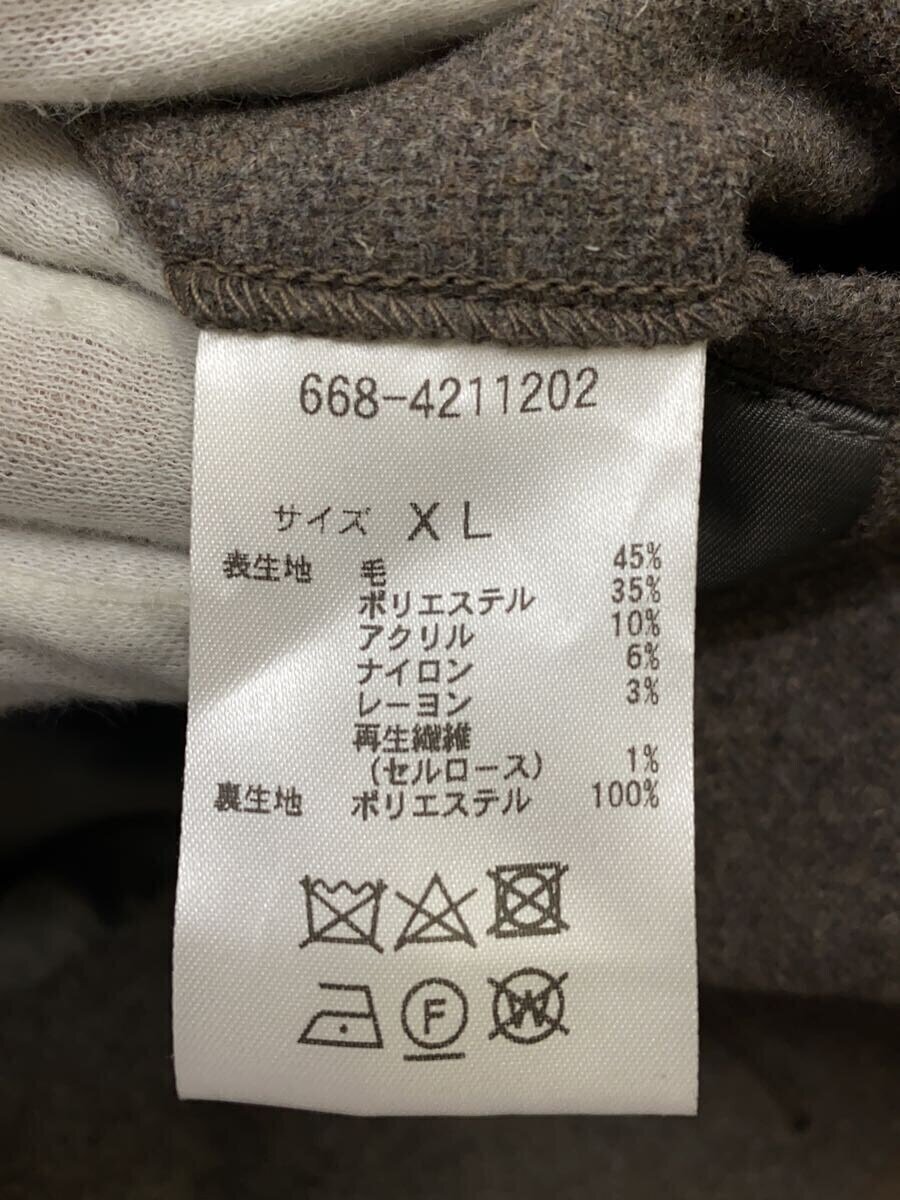 668-4211202
サイズ XL
表生地 毛 45%
ポリエステル 35%
アクリル 10%
ナイロン 6%
レーヨン 3%
再生繊維
(セルロース) 1%
裏生地 ポリエステル 100%
F W